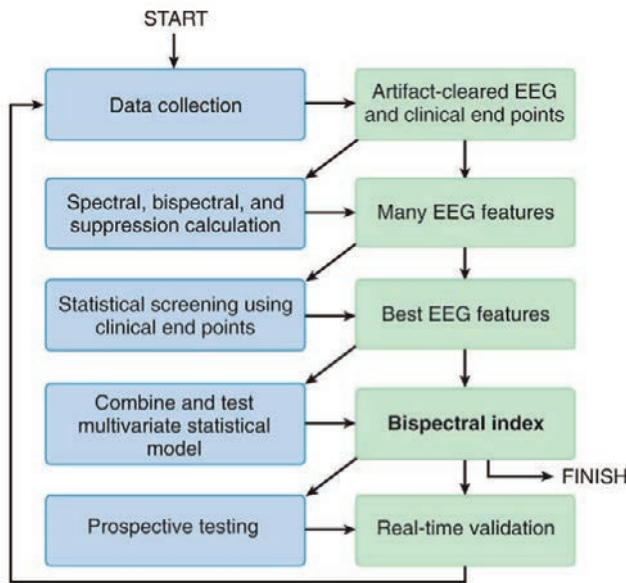 START
Data collection
Artifact-cleared EEG
and clinical end points
Spectral, bispectral, and
suppression calculation
Many EEG features
Statistical screening using
clinical end points
Best EEG features
Combine and test
multivariate statistical
model
Bispectral index
FINISH
Prospective testing
Real-time validation